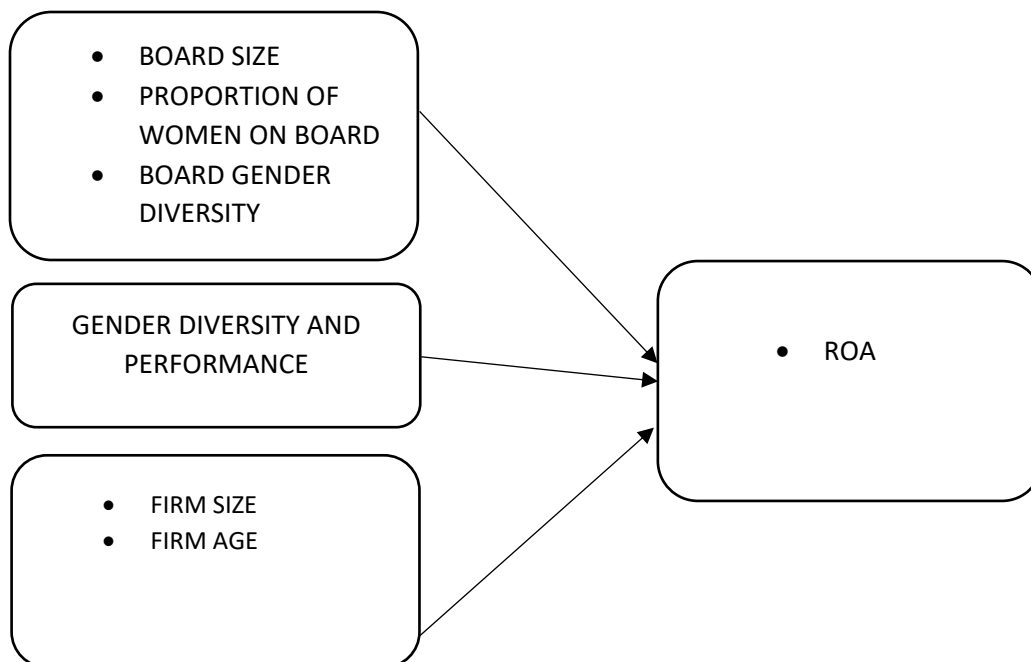 • BOARD SIZE
• PROPORTION OF
WOMEN ON BOARD
• BOARD GENDER
DIVERSITY
GENDER DIVERSITY AND
PERFORMANCE
• FIRM SIZE
• FIRM AGE
• ROA